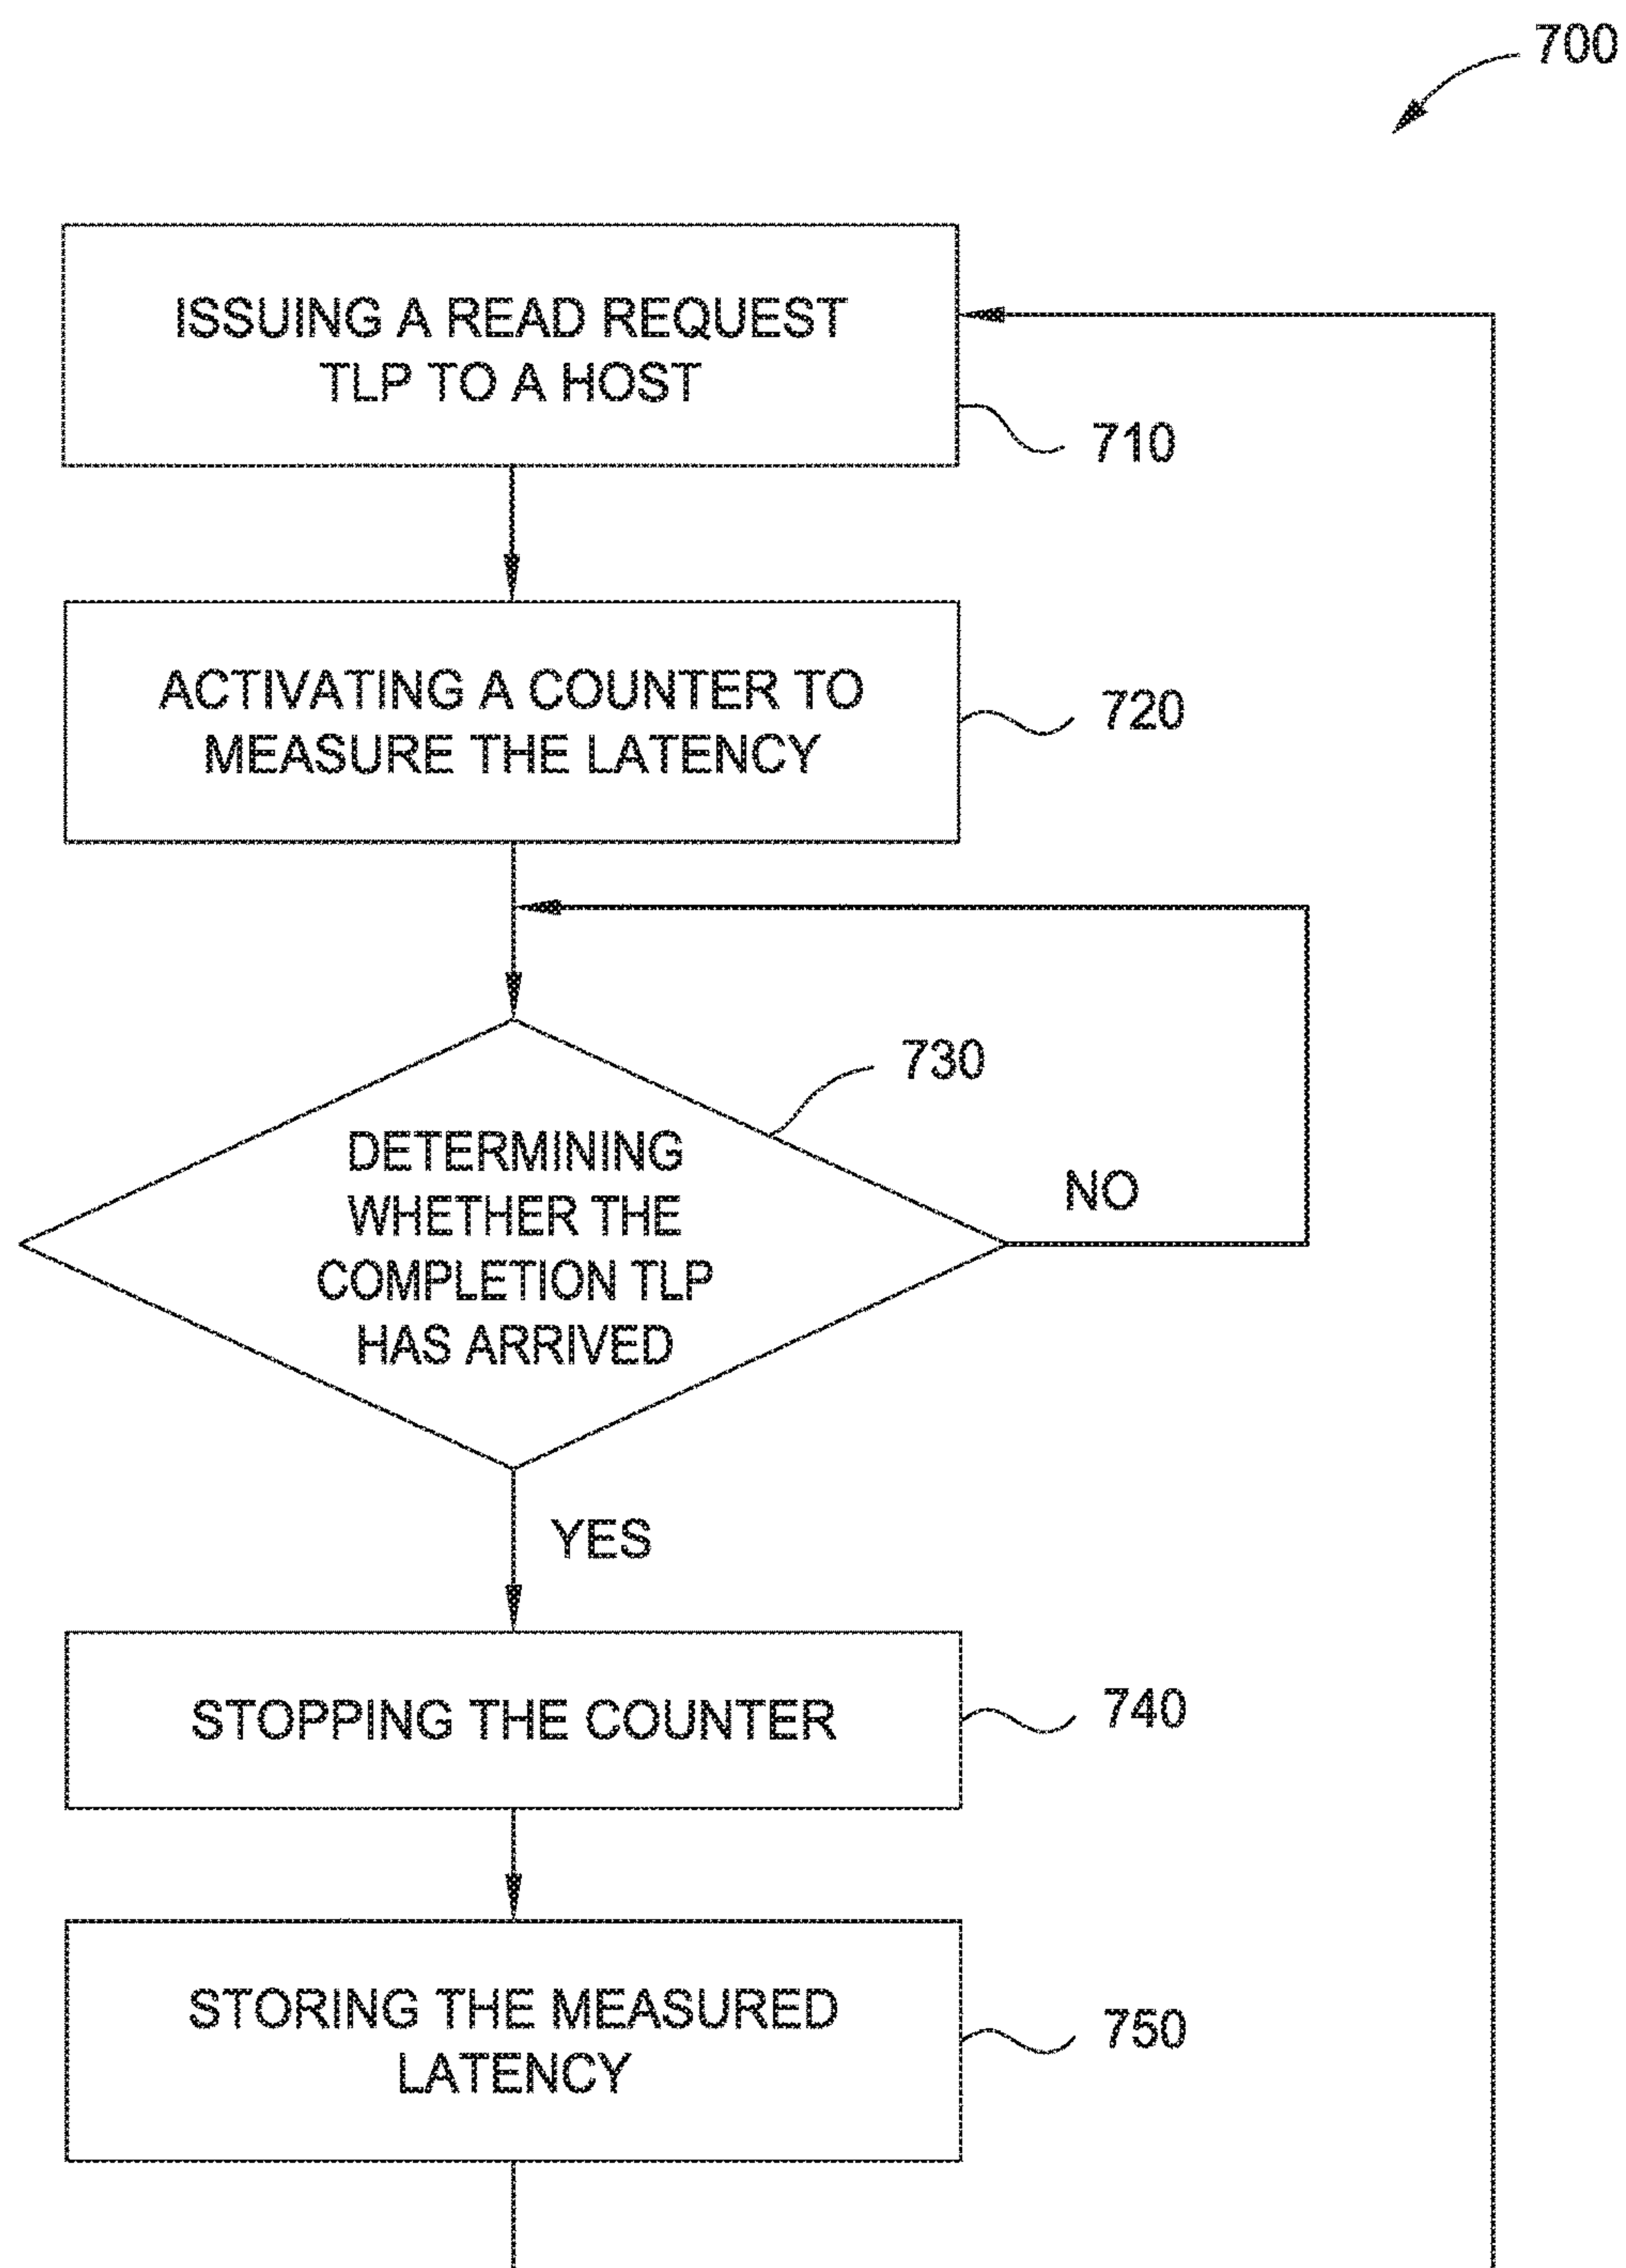 700
ISSUING A READ REQUEST
TLP TO A HOST
710
ACTIVATING A COUNTER TO
MEASURE THE LATENCY
720
730
DETERMINING
WHETHER THE
COMPLETION TLP
HAS ARRIVED
NO
YES
STOPPING THE COUNTER
740
STORING THE MEASURED
LATENCY
750